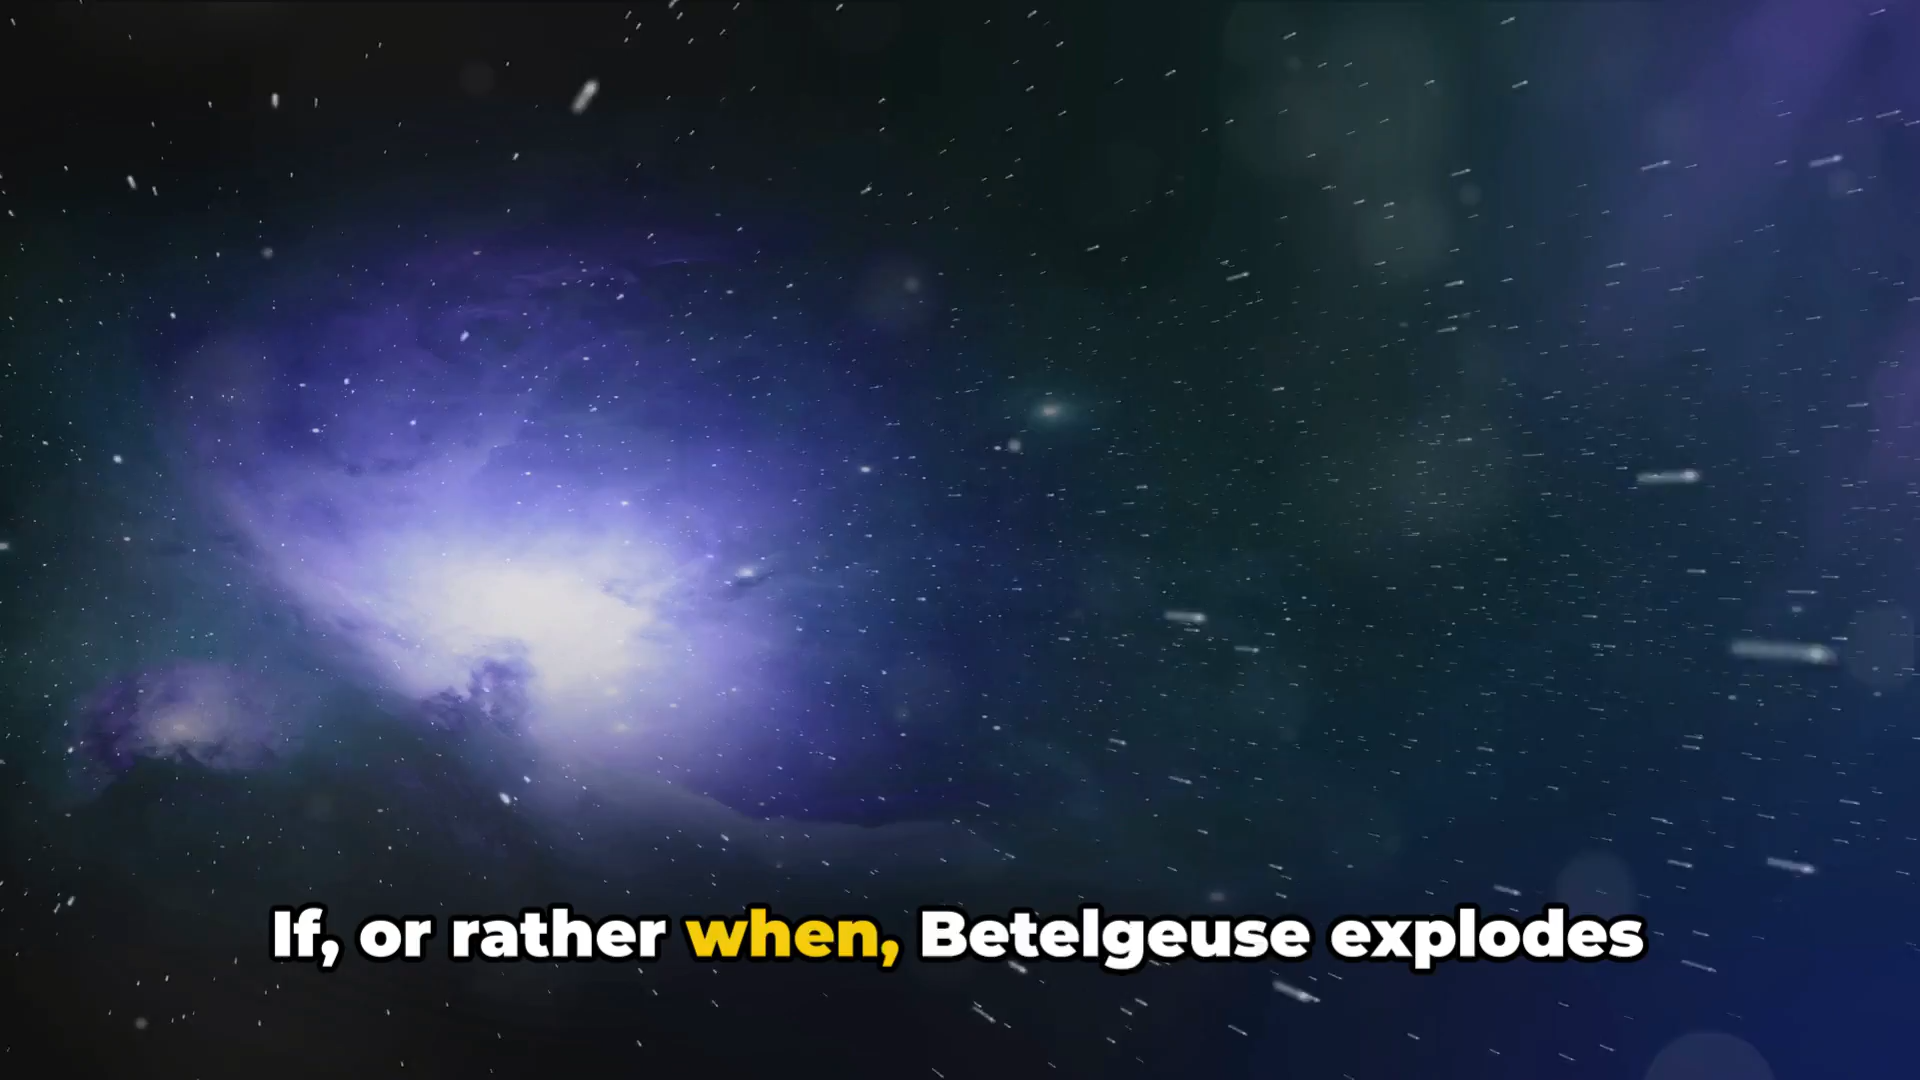 If, or rather when, Betelgeuse explodes